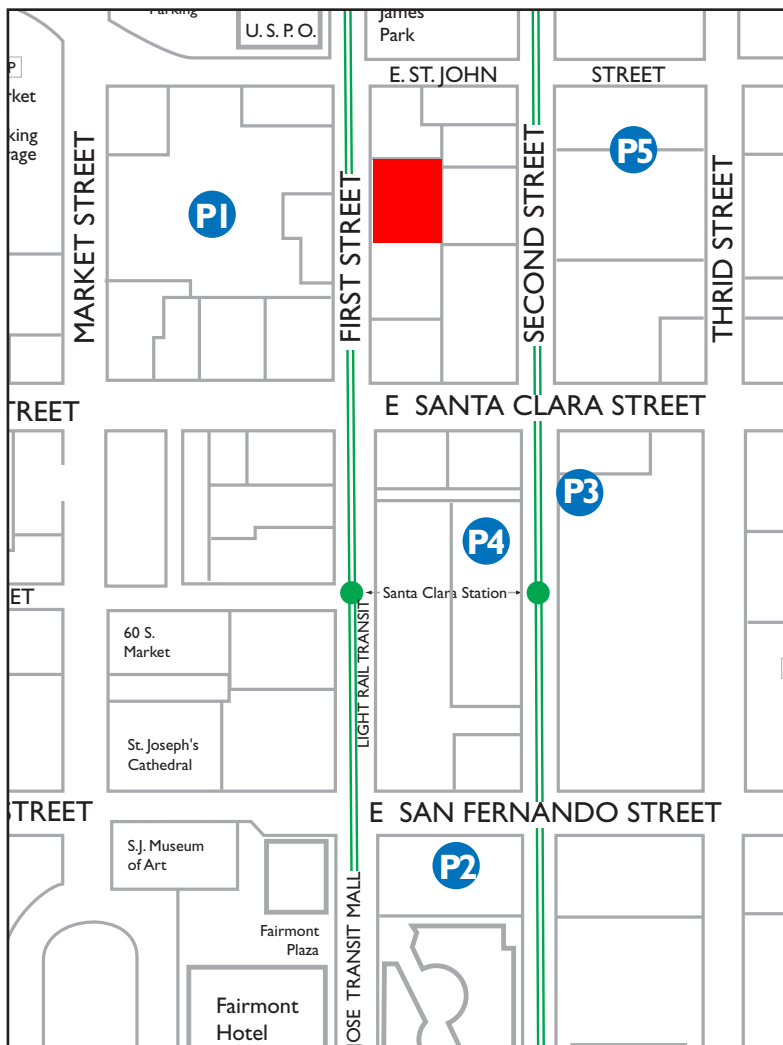 Parking
U. S. P. O.
James
Park
E. ST. JOHN STREET
P
rket
king
rage
MARKET STREET
P1
FIRST STREET
SECOND STREET
P5
THRID STREET
TREET
E SANTA CLARA STREET
P3
P4
Santa Clara Station
ET
LIGHT RAIL TRANSIT
60 S.
Market
St. Joseph's
Cathedral
STREET
E SAN FERNANDO STREET
S.J. Museum
of Art
P2
OSE TRANSIT MALL
Fairmont
Plaza
Fairmont
Hotel